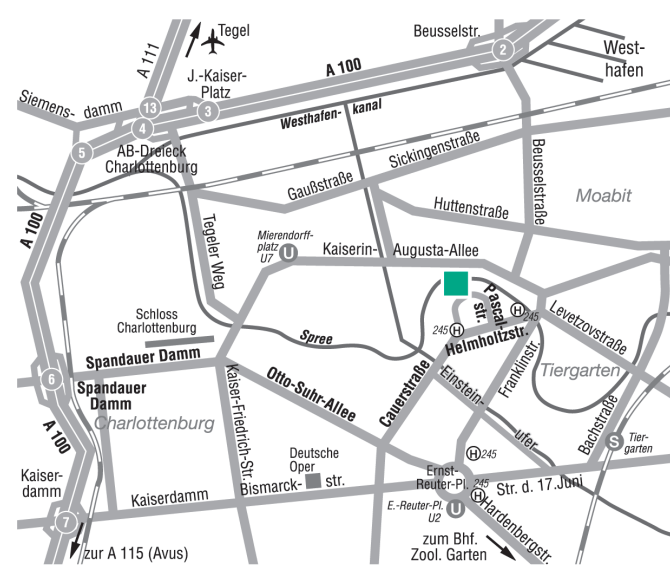 Tegel
A 111
Beusselstr.
2
West-
hafen
A 100
J.-Kaiser-
Platz
Siemens-
damm
13
3
4
Westhafen-
kanal
5
AB-Dreieck
Charlottenburg
Sickingenstraße
Gaußstraße
Beusselstraße
Moabit
Huttenstraße
A 100
Tegeler Weg
Mierendorff-
platz
U7
U
Kaiserin-
Augusta-Allee
Pascal-
str.
H
245
Levetzovstraße
Schloss
Charlottenburg
Spree
245
H
Helmholtzstr.
Spandauer Damm
6
Spandauer
Damm
Charlottenburg
Otto-Suhr-Allee
Cauerstraße
Einstein-
ufer
Franklinstr.
Tiergarten
Bachstraße
A 100
Kaiser-Friedrich-Str.
S
Tier-
garten
Deutsche
Oper
H
245
Kaiser-
damm
Kaiserdamm
Bismarck-
str.
Ernst-
Reuter-Pl.
245
H
Str. d. 17.Juni
7
E.-Reuter-Pl.
U2
U
Hardenbergstr.
zur A 115 (Avus)
zum Bhf.
Zool. Garten